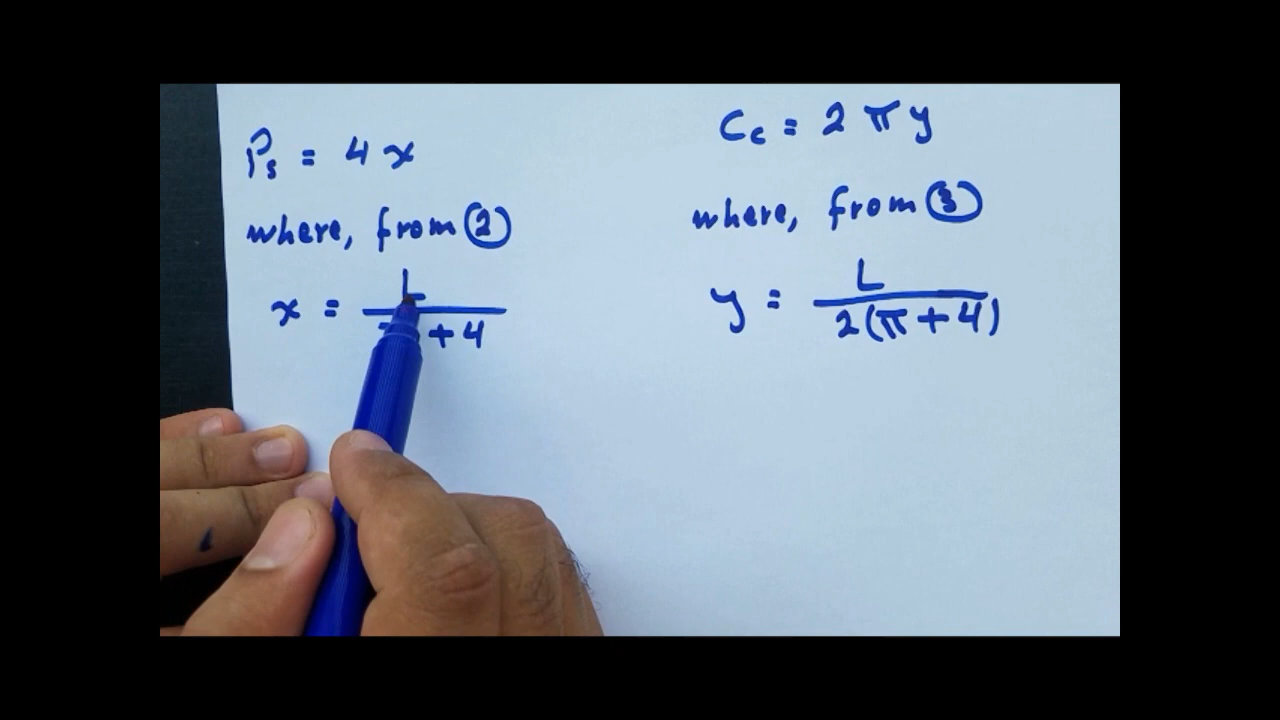 Ps = 4x
where, from ②
x = L / + 4
Cc = 2πy
where, from ③
y = L / 2(π + 4)